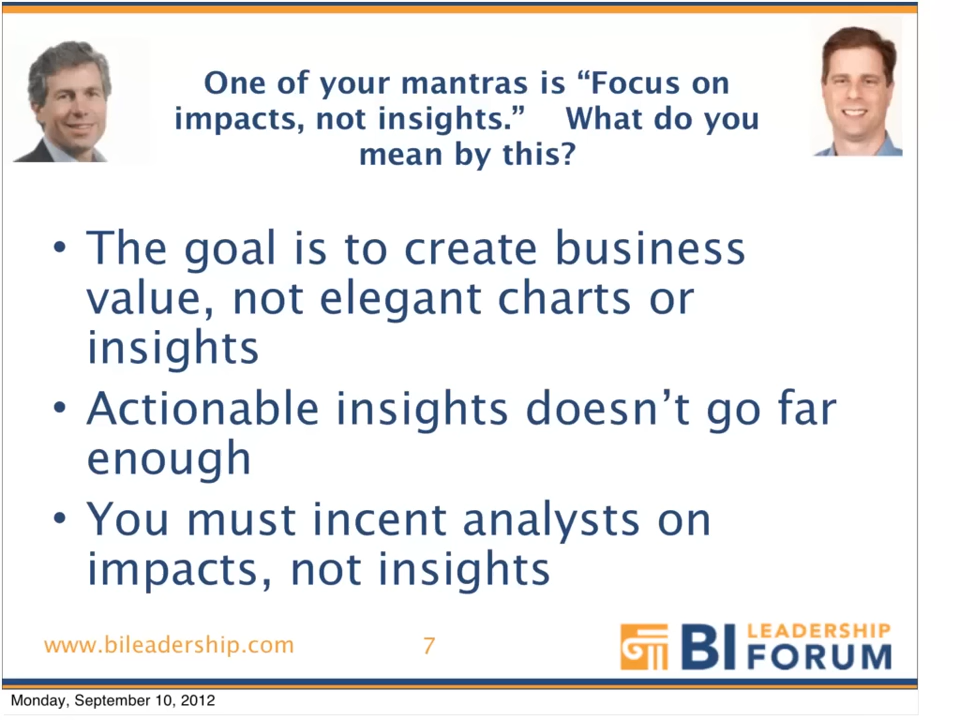 One of your mantras is “Focus on
impacts, not insights.” What do you
mean by this?
• The goal is to create business
value, not elegant charts or
insights
• Actionable insights doesn’t go far
enough
• You must incent analysts on
impacts, not insights
www.bileadership.com
7
BI LEADERSHIP
FORUM
Monday, September 10, 2012